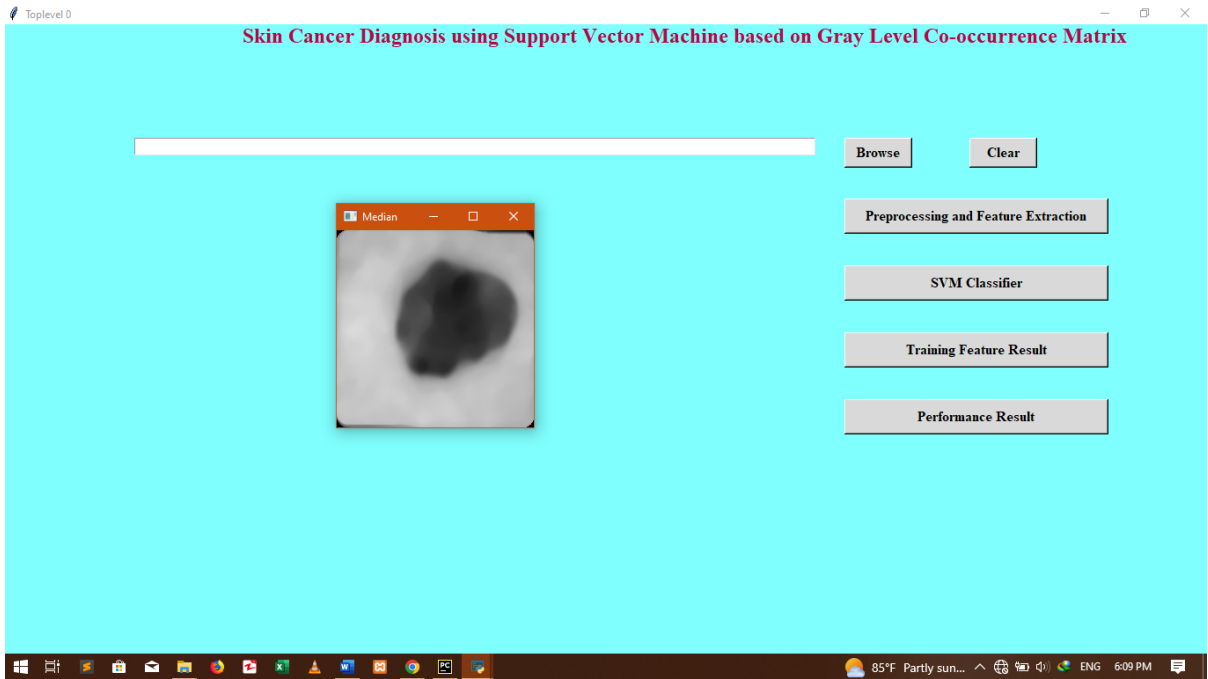 Toplevel 0
Skin Cancer Diagnosis using Support Vector Machine based on Gray Level Co-occurrence Matrix
Browse
Clear
Median
Preprocessing and Feature Extraction
SVM Classifier
Training Feature Result
Performance Result
85°F Partly sun... ENG 6:09 PM